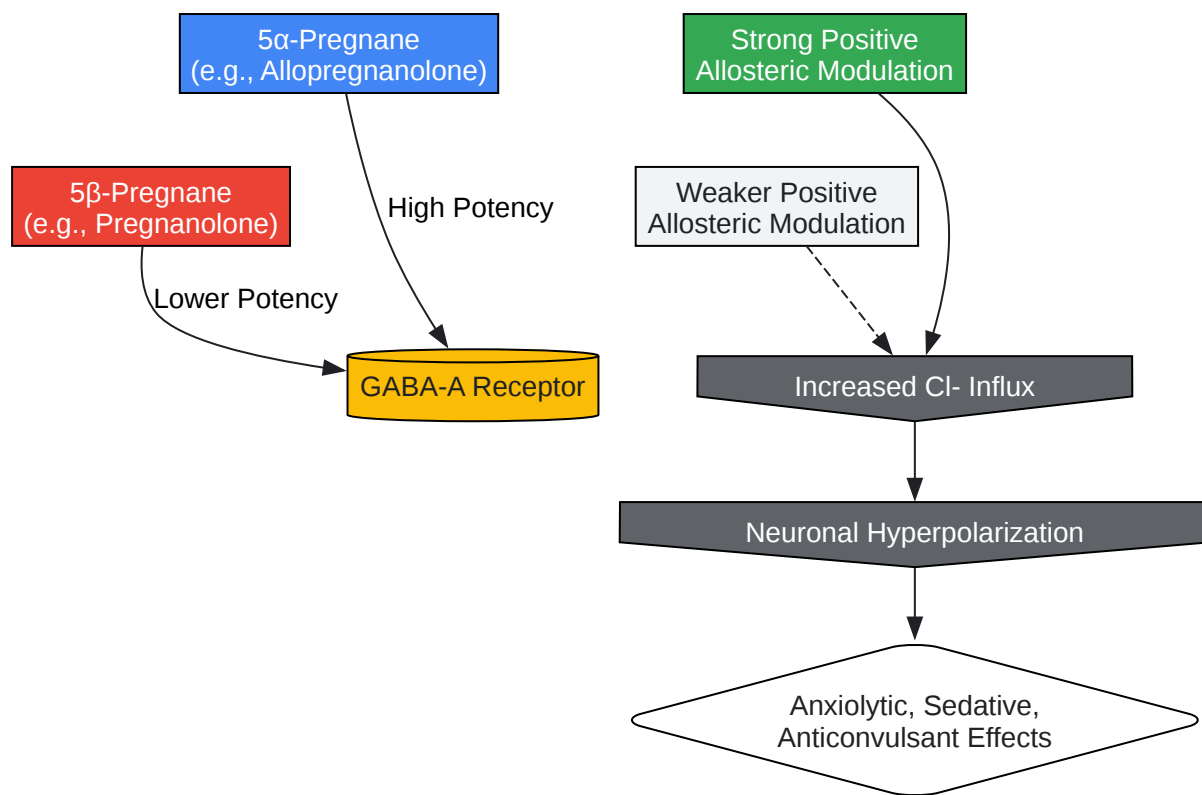 5α-Pregnane
(e.g., Allopregnanolone)
Strong Positive
Allosteric Modulation
5β-Pregnane
(e.g., Pregnanolone)
High Potency
Weaker Positive
Allosteric Modulation
Lower Potency
GABA-A Receptor
Increased Cl- Influx
Neuronal Hyperpolarization
Anxiolytic, Sedative,
Anticonvulsant Effects